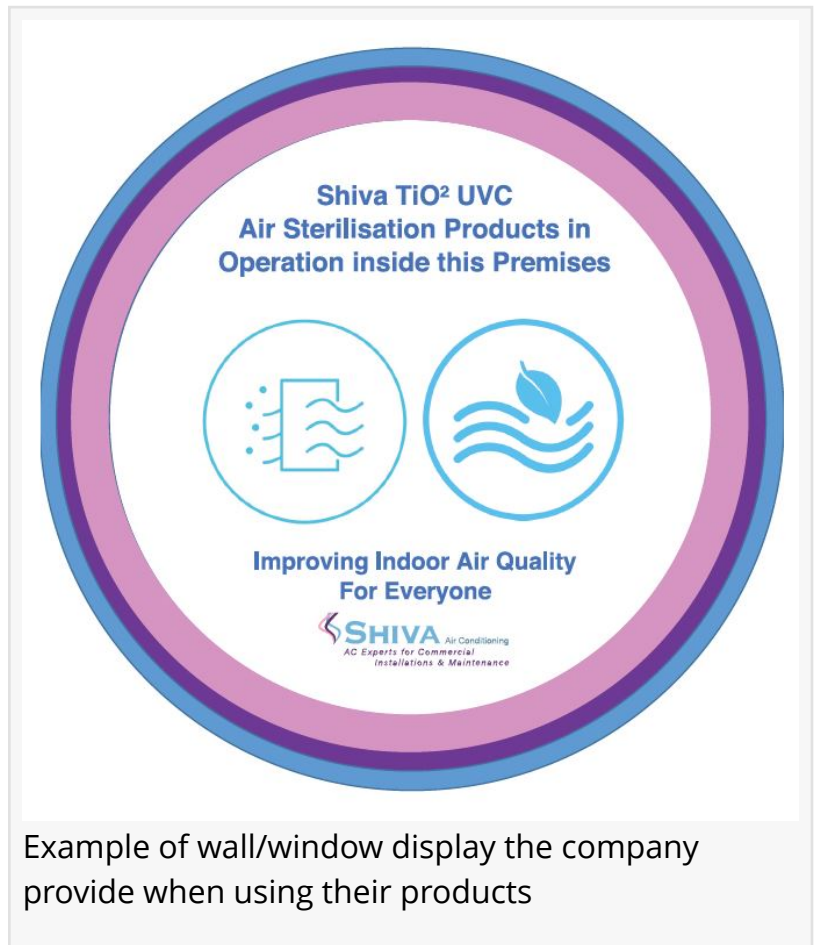 Shiva TiO² UVC
Air Sterilisation Products in
Operation inside this Premises
Improving Indoor Air Quality
For Everyone
SHIVA Air Conditioning
AC Experts for Commercial
Installations & Maintenance
Example of wall/window display the company
provide when using their products